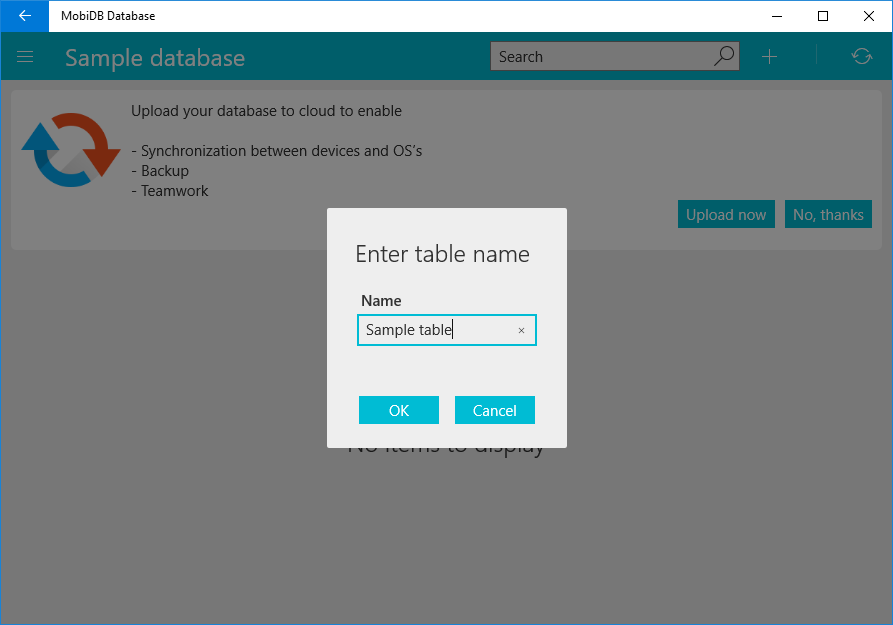 MobiDB Database
Sample database
Search
Upload your database to cloud to enable
- Synchronization between devices and OS's
- Backup
- Teamwork
Upload now
No, thanks
Enter table name
Name
Sample table
OK
Cancel
No items to display